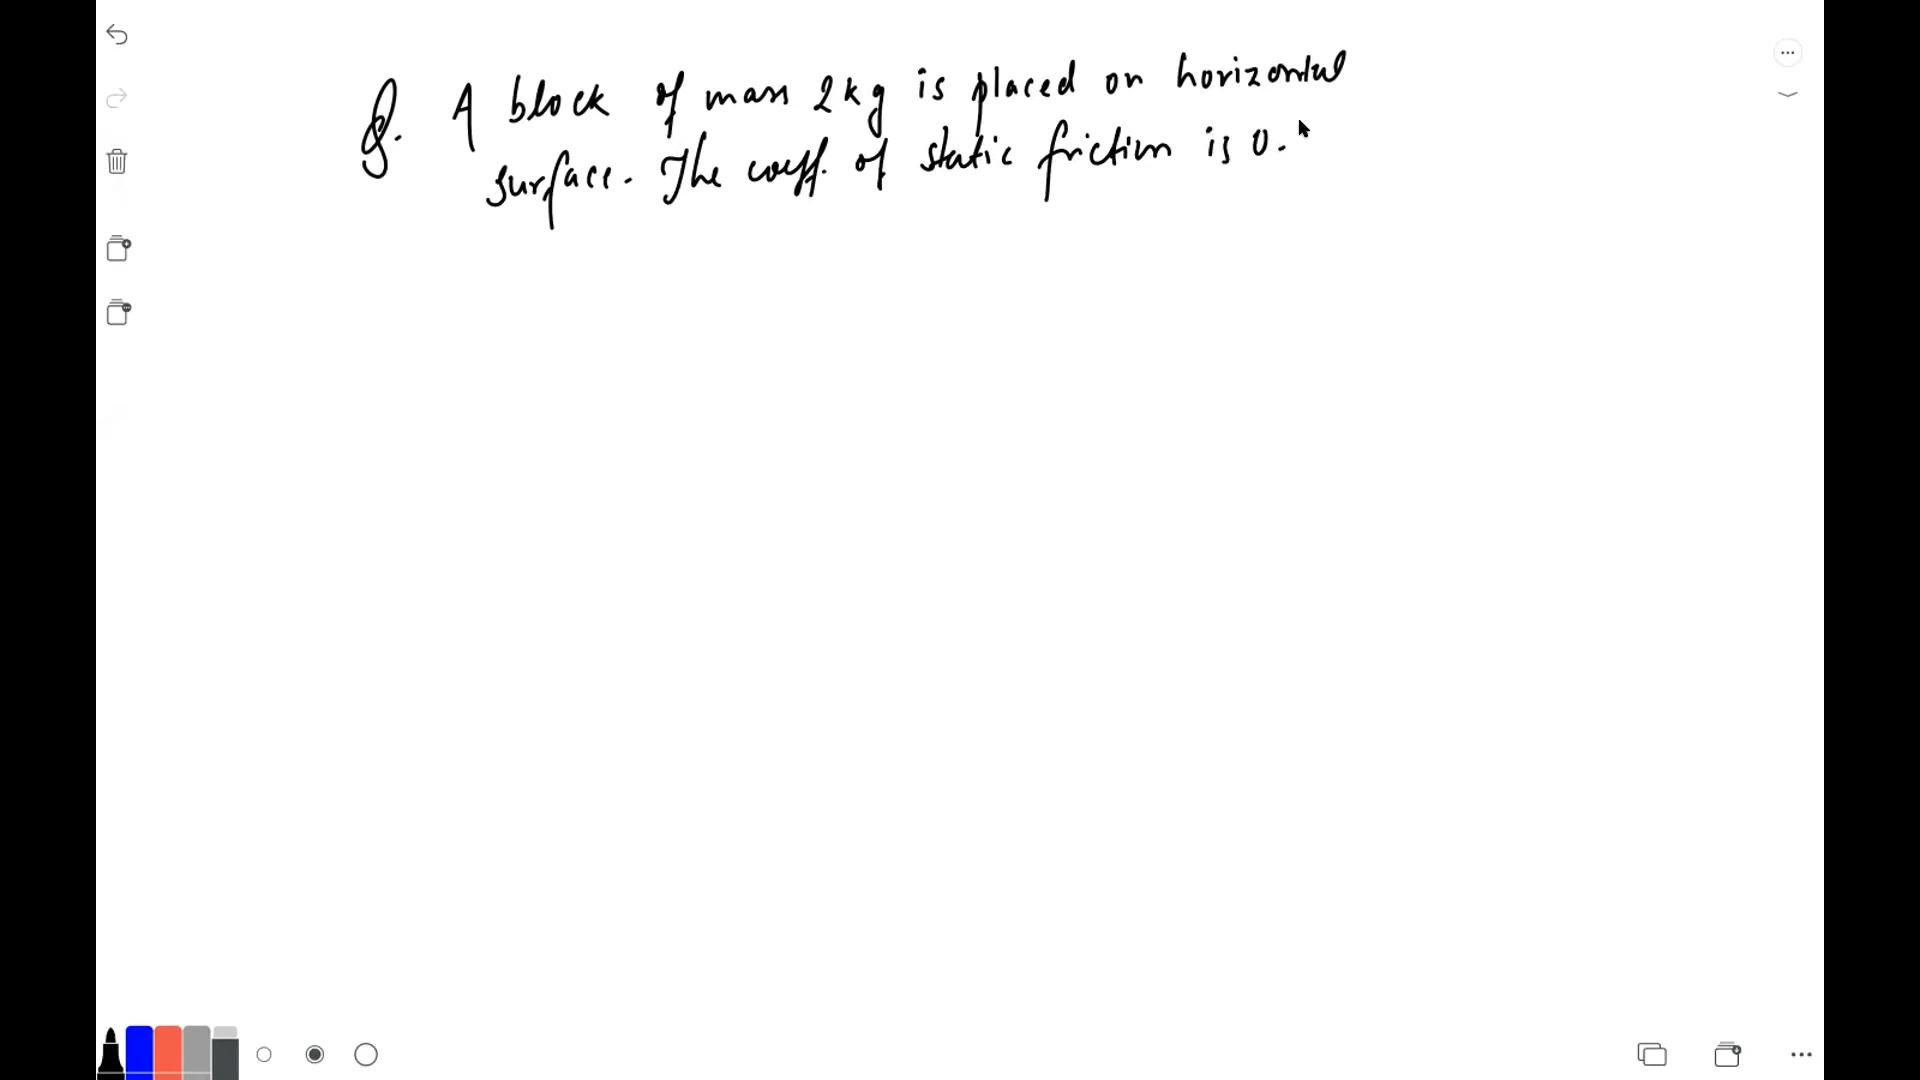 Q. A block of mass 2kg is placed on horizontal
surface. The coeff. of static friction is 0.